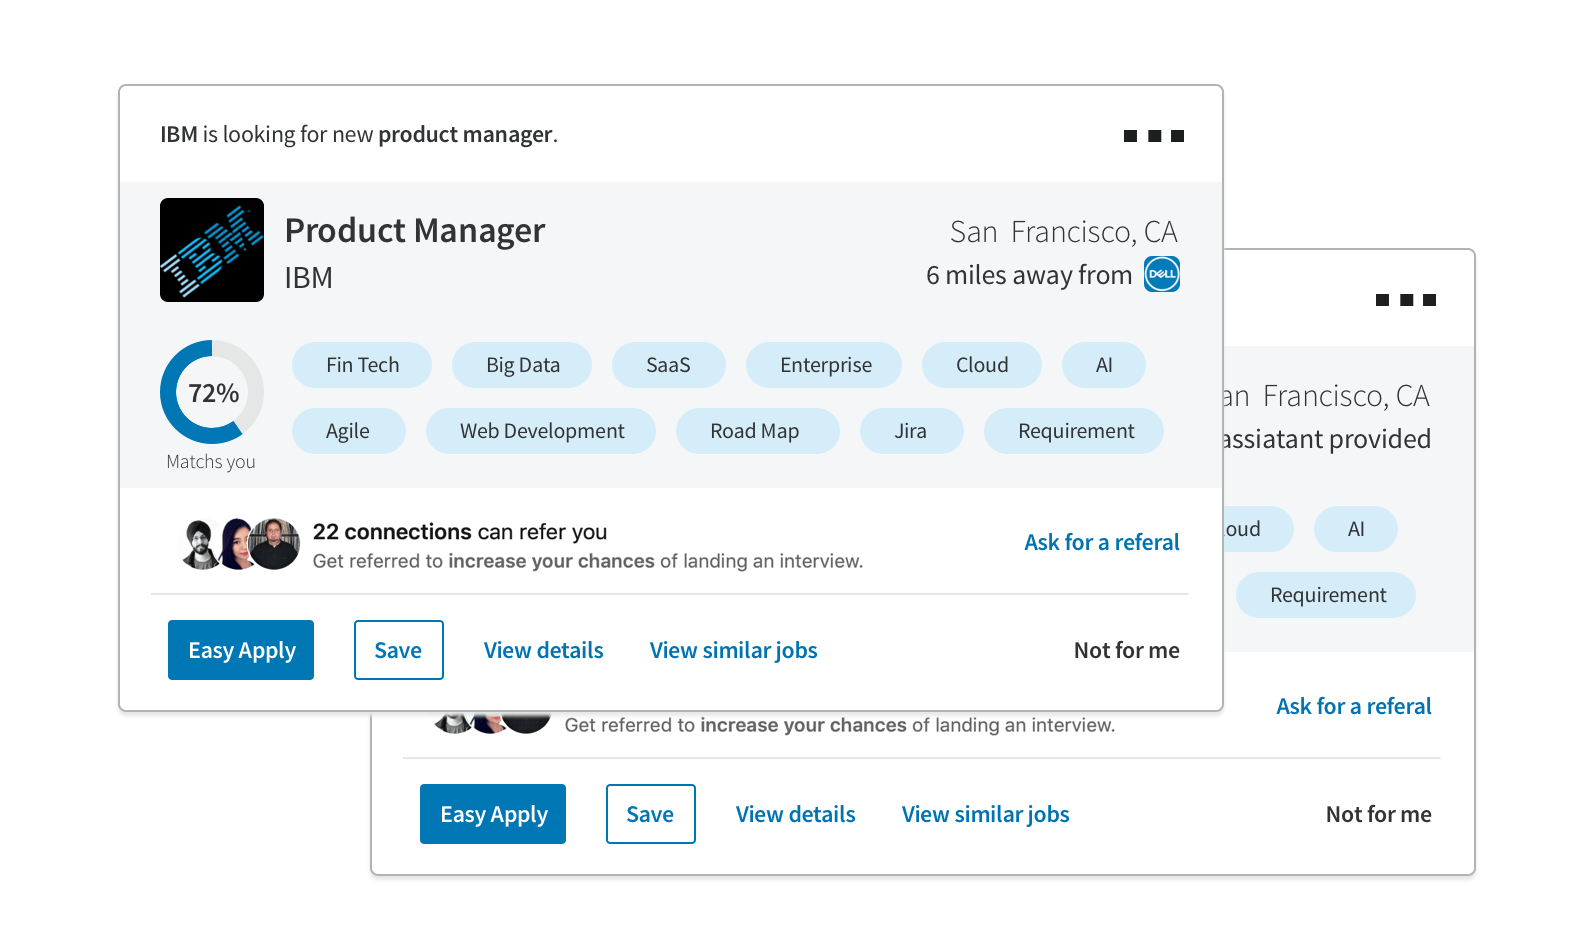 IBM is looking for new product manager.
IBM
Product Manager
IBM
San Francisco, CA
6 miles away from DELL
72%
Matchs you
Fin Tech Big Data SaaS Enterprise Cloud AI
Agile Web Development Road Map Jira Requirement
22 connections can refer you
Get referred to increase your chances of landing an interview.
Ask for a referal
Easy Apply Save View details View similar jobs Not for me
Francisco, CA
assiatant provided
AI
Requirement
Get referred to increase your chances of landing an interview.
Ask for a referal
Easy Apply Save View details View similar jobs Not for me